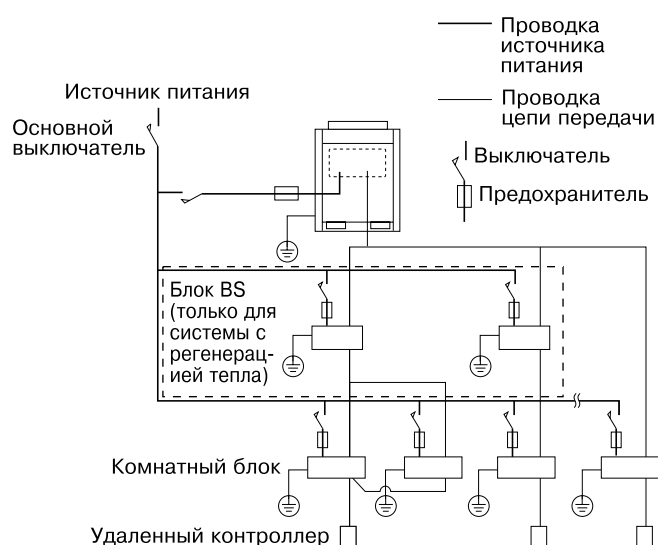 Проводка
источника
питания
Источник питания
Проводка
цепи передачи
Основной
выключатель
Выключатель
Предохранитель
Блок BS
(только для
системы с
регенерац-
ией тепла)
Комнатный блок
Удаленный контроллер